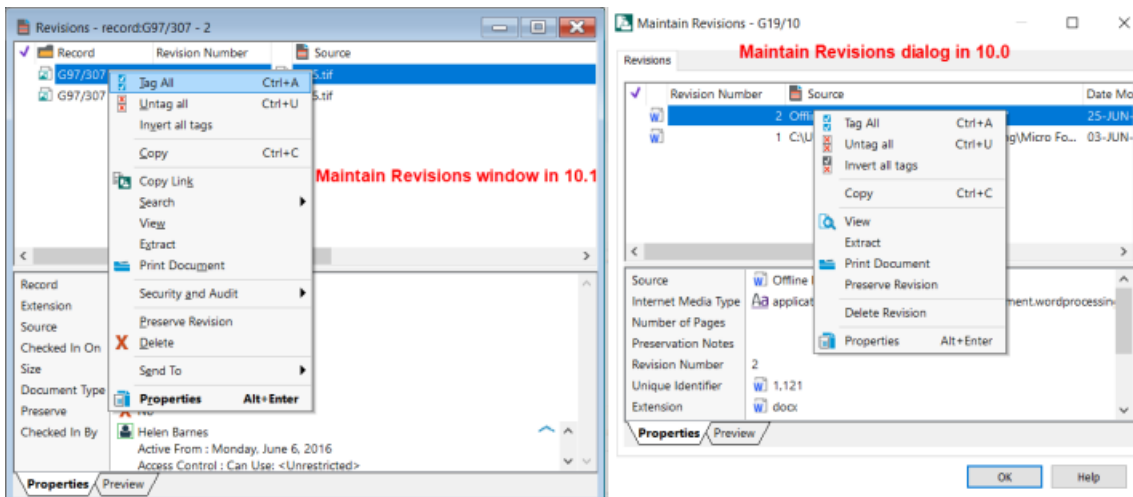 Revisions - record:G97/307 - 2
Record Revision Number Source
G97/307 5.tif
G97/307 5.tif
Tag All Ctrl+A
Untag all Ctrl+U
Invert all tags
Copy Ctrl+C
Copy Link
Search
View
Extract
Print Document
Security and Audit
Preserve Revision
Delete
Send To
Properties Alt+Enter
Maintain Revisions window in 10.1
Record
Extension
Source
Checked In On
Size
Document Type
Preserve No
Checked In By Helen Barnes
Active From : Monday, June 6, 2016
Access Control : Can Use: <Unrestricted>
Properties Preview
Maintain Revisions - G19/10
Maintain Revisions dialog in 10.0
Revisions
Revision Number Source Date Mo
2 Offli 25-JUN-
1 C:\U g\Micro Fo... 03-JUN-
Tag All Ctrl+A
Untag all Ctrl+U
Invert all tags
Copy Ctrl+C
View
Extract
Print Document
Preserve Revision
Delete Revision
Properties Alt+Enter
Source Offline
Internet Media Type applicat ment.wordprocessin
Number of Pages
Preservation Notes
Revision Number 2
Unique Identifier 1,121
Extension docx
Properties Preview
OK Help